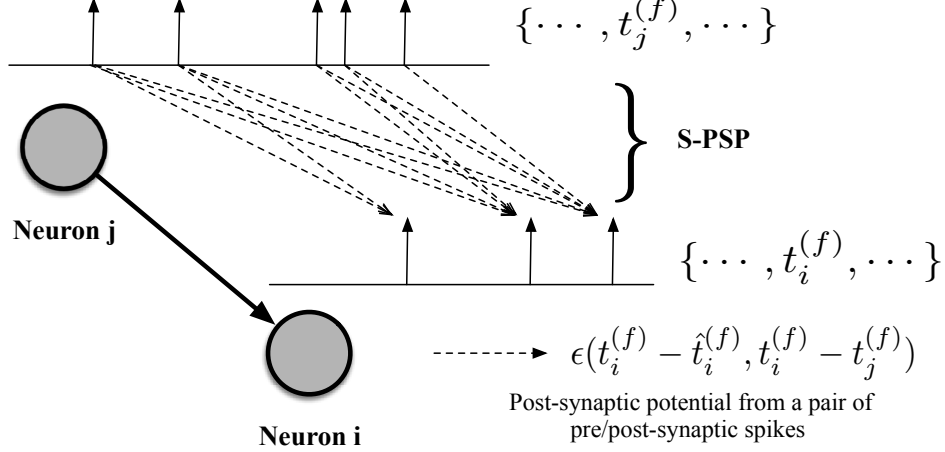 {⋯ , t_j^{(f)}, ⋯ }
S-PSP
Neuron j
{⋯ , t_i^{(f)}, ⋯ }
ϵ(t_i^{(f)} − \hat{t}_i^{(f)}, t_i^{(f)} − t_j^{(f)})
Post-synaptic potential from a pair of
pre/post-synaptic spikes
Neuron i